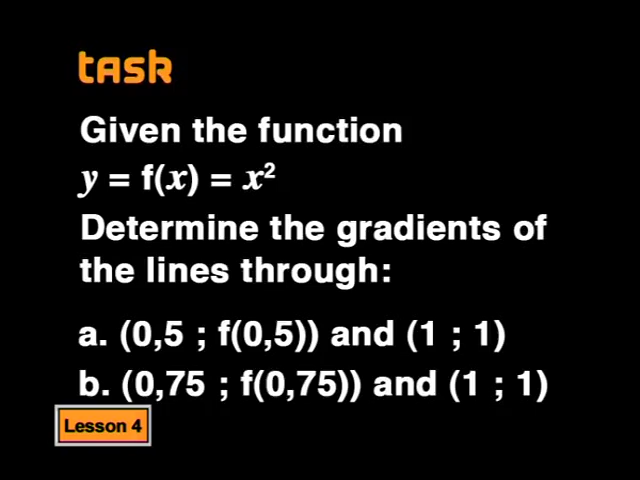 task
Given the function
y = f(x) = x²
Determine the gradients of
the lines through:
a. (0,5 ; f(0,5)) and (1 ; 1)
b. (0,75 ; f(0,75)) and (1 ; 1)
Lesson 4